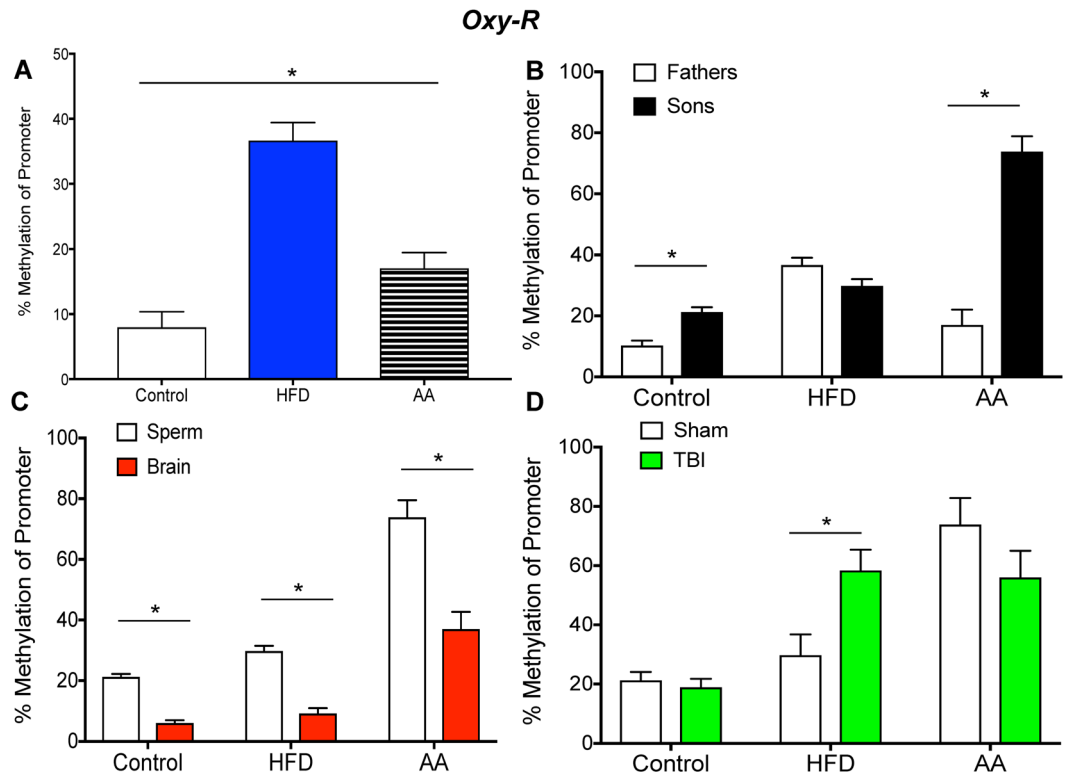 Oxy-R
A
% Methylation of Promoter
50
40
30
20
10
0
*
Control
HFD
AA
B
% Methylation of Promoter
100
80
60
40
20
0
Fathers
Sons
*
*
Control
HFD
AA
C
% Methylation of Promoter
100
80
60
40
20
0
Sperm
Brain
*
*
*
Control
HFD
AA
D
% Methylation of Promoter
100
80
60
40
20
0
Sham
TBI
*
Control
HFD
AA